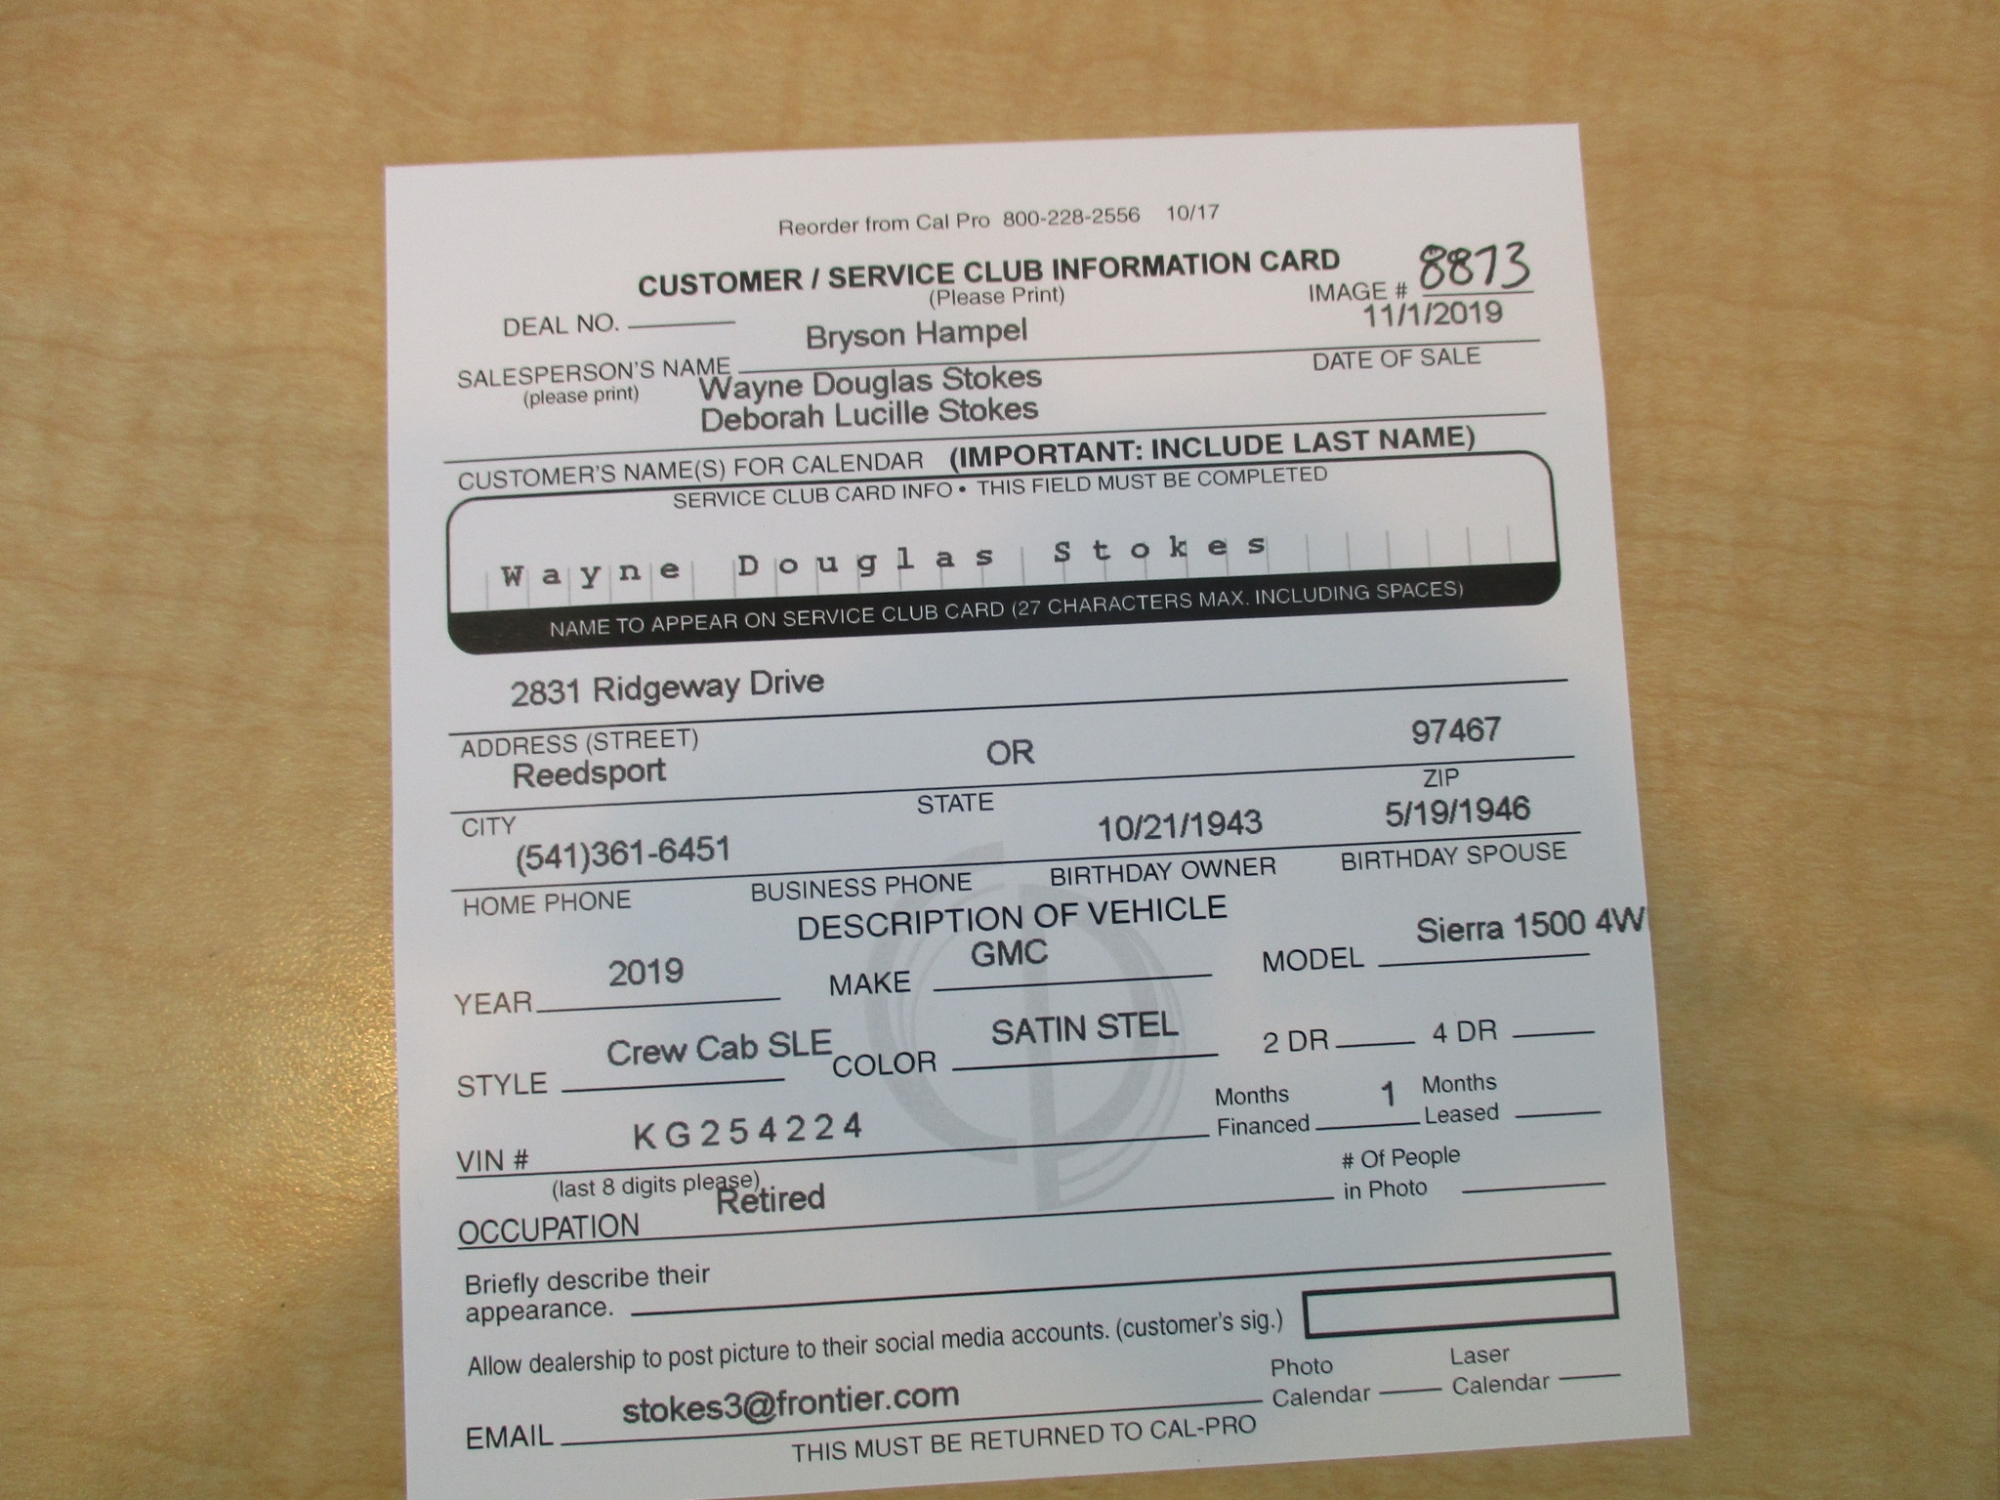 Reorder from Cal Pro 800-228-2556 10/17
CUSTOMER / SERVICE CLUB INFORMATION CARD
(Please Print)
IMAGE # 8873
DEAL NO.
Bryson Hampel
11/1/2019
SALESPERSON'S NAME
(please print)
DATE OF SALE
Wayne Douglas Stokes
Deborah Lucille Stokes
CUSTOMER'S NAME(S) FOR CALENDAR (IMPORTANT: INCLUDE LAST NAME)
SERVICE CLUB CARD INFO • THIS FIELD MUST BE COMPLETED
Wayne Douglas Stokes
NAME TO APPEAR ON SERVICE CLUB CARD (27 CHARACTERS MAX. INCLUDING SPACES)
2831 Ridgeway Drive
ADDRESS (STREET)
Reedsport OR 97467
CITY STATE ZIP
(541)361-6451 10/21/1943 5/19/1946
HOME PHONE BUSINESS PHONE BIRTHDAY OWNER BIRTHDAY SPOUSE
DESCRIPTION OF VEHICLE
YEAR 2019 MAKE GMC MODEL Sierra 1500 4W
STYLE Crew Cab SLE COLOR SATIN STEL 2 DR 4 DR
VIN # KG254224 Months Financed 1 Months Leased
(last 8 digits please)
OCCUPATION Retired # Of People in Photo
Briefly describe their
appearance.
Allow dealership to post picture to their social media accounts. (customer's sig.)
EMAIL stokes3@frontier.com Photo Calendar Laser Calendar
THIS MUST BE RETURNED TO CAL-PRO